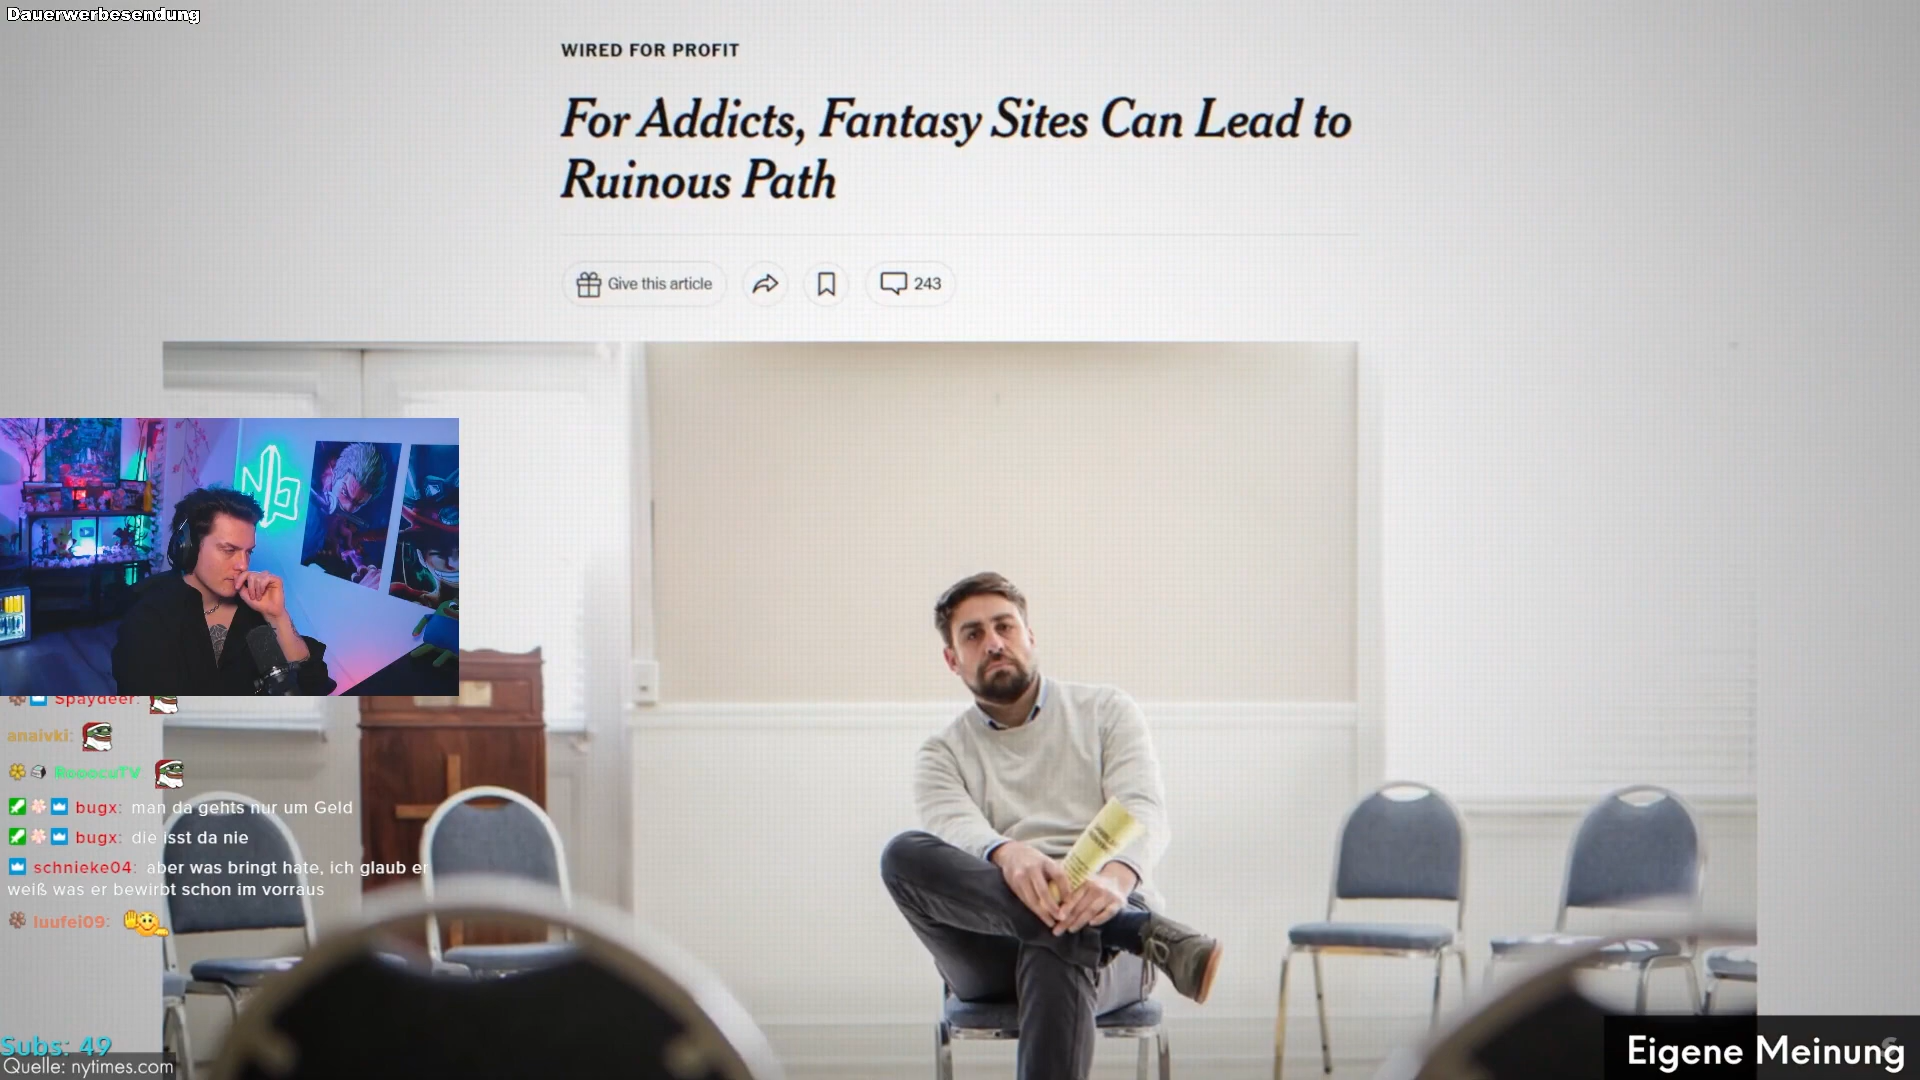 Dauerwerbesendung
WIRED FOR PROFIT
For Addicts, Fantasy Sites Can Lead to
Ruinous Path
Give this article
243
Spaydeer:
anaivki:
RoyocuTV
bugx: man da gehts nur um Geld
bugx: die isst da nie
schnieke04: aber was bringt hate, ich glaub er
weiß was er bewirbt schon im vorraus
luufei09:
Subs: 49
Quelle: nytimes.com
Eigene Meinung